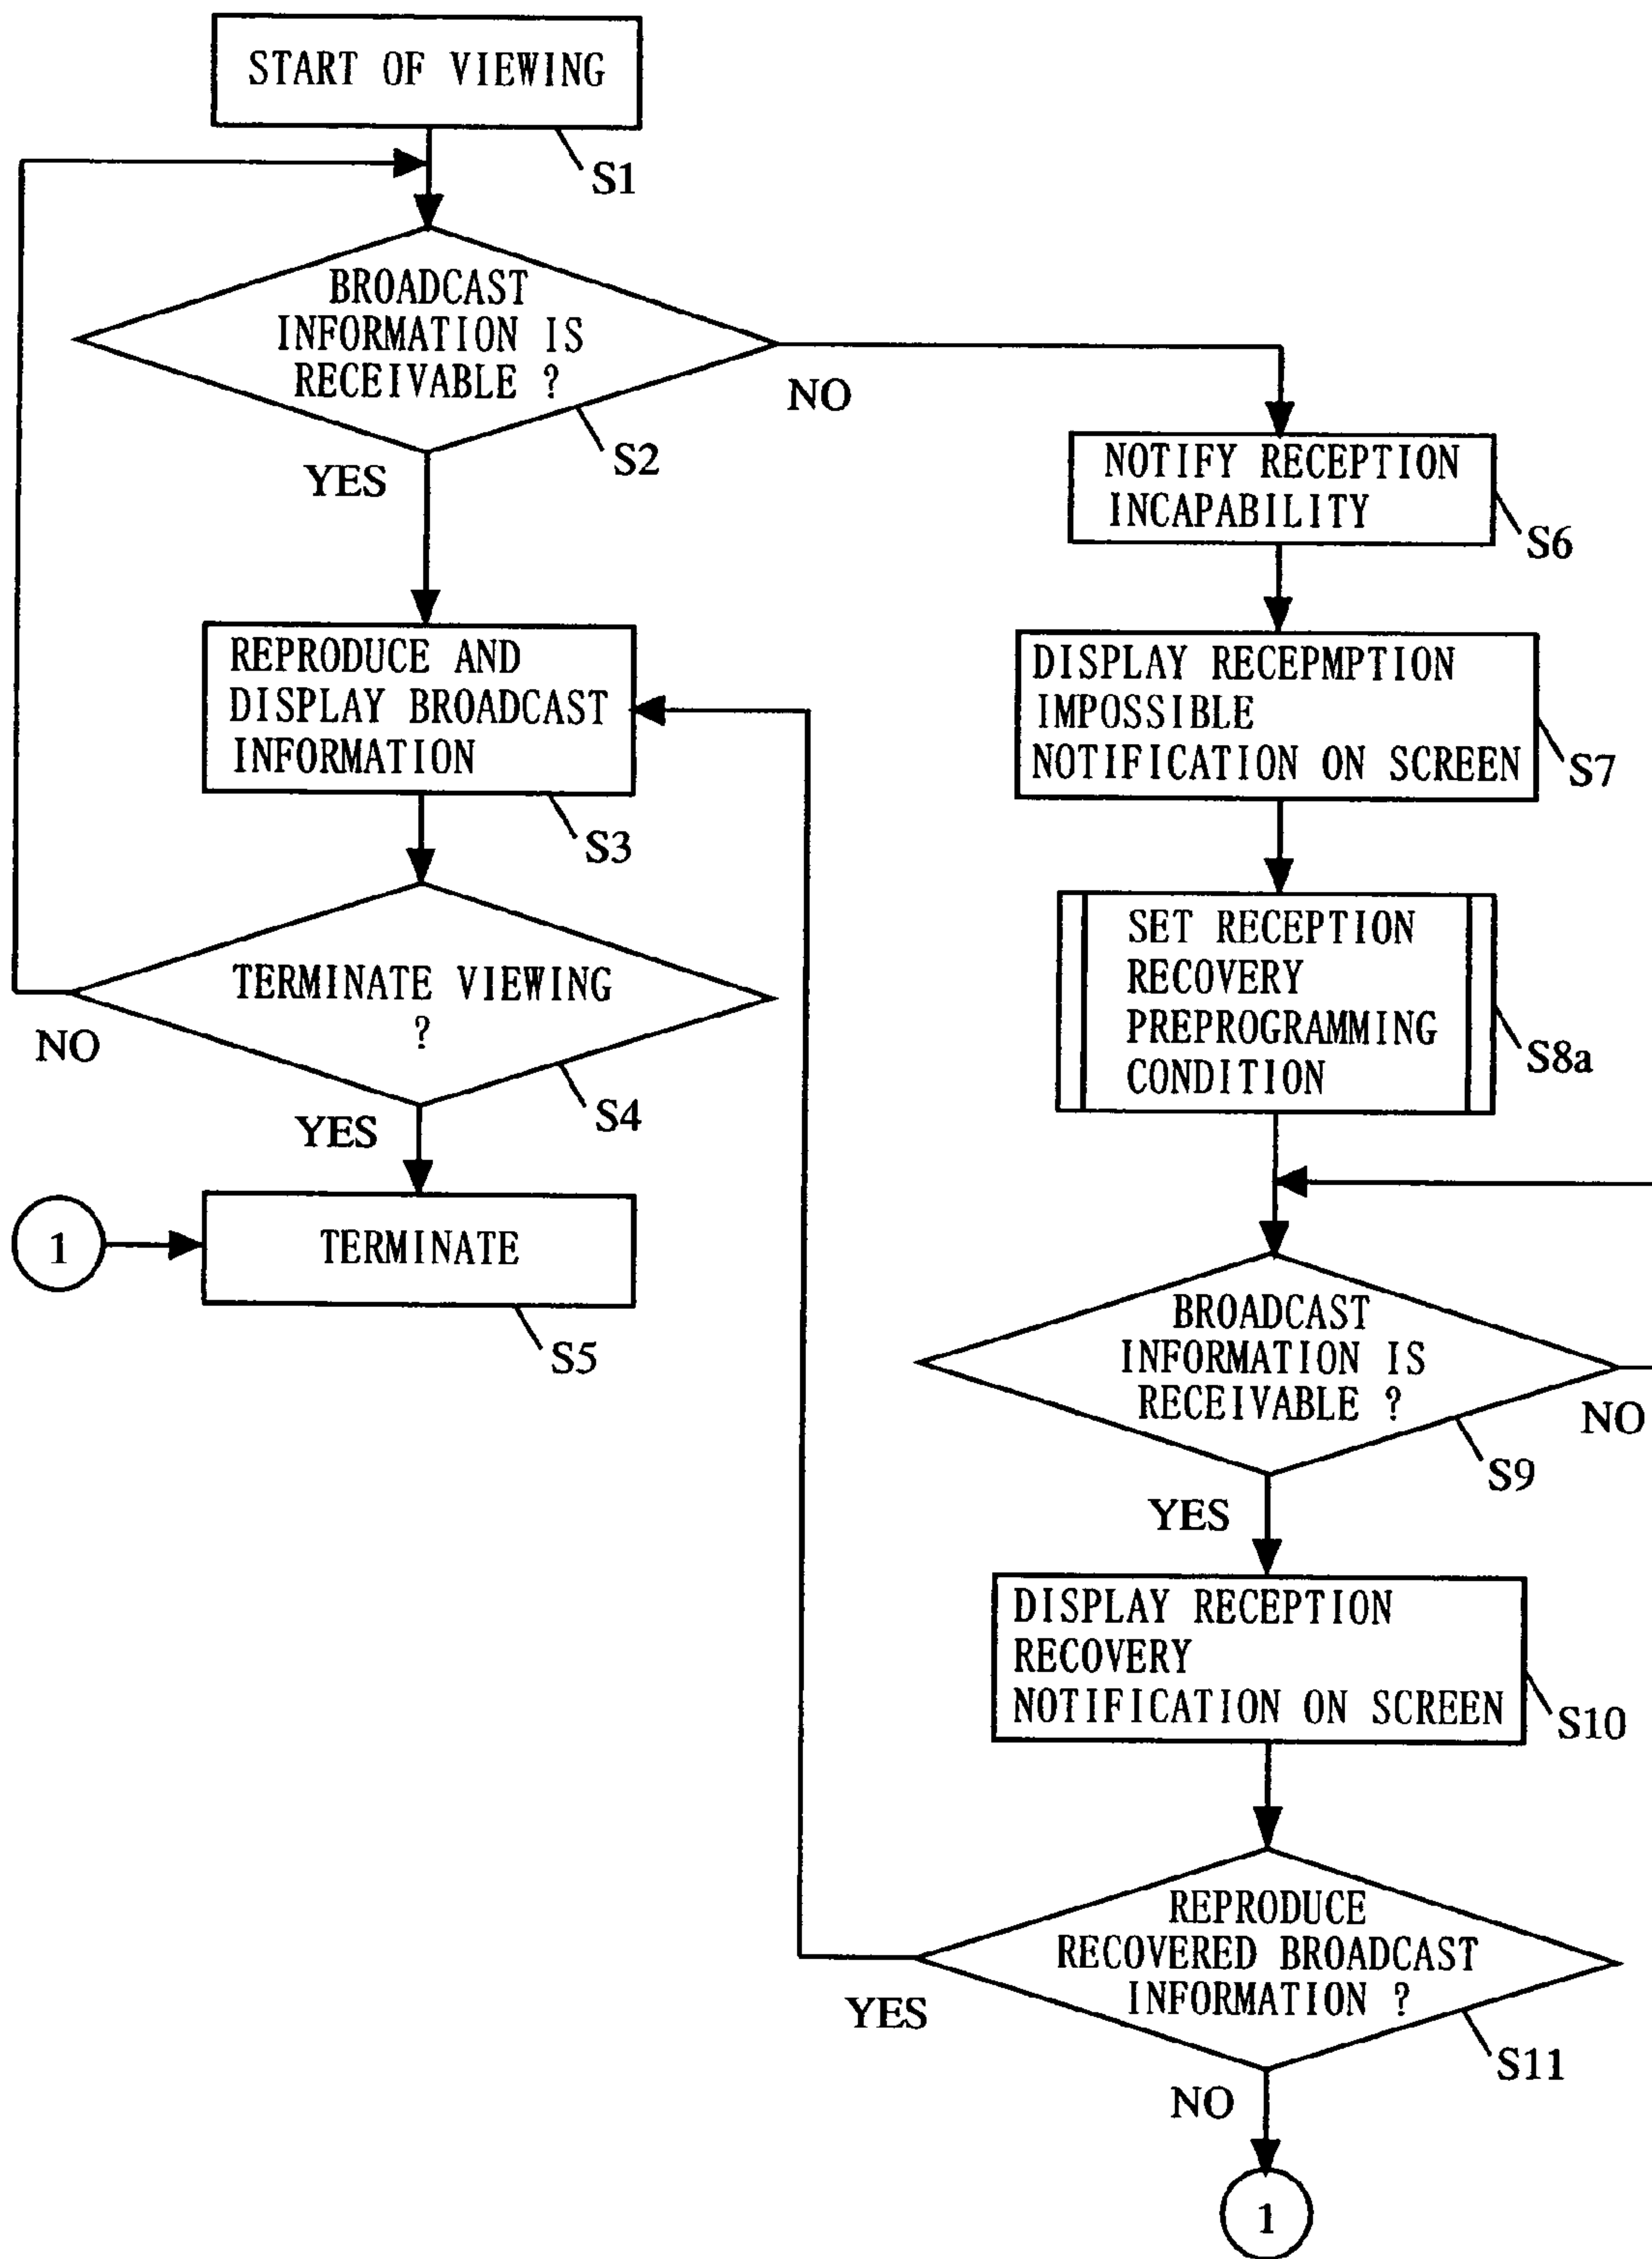 START OF VIEWING
S1
BROADCAST
INFORMATION IS
RECEIVABLE ?
S2
NO
YES
REPRODUCE AND
DISPLAY BROADCAST
INFORMATION
S3
TERMINATE VIEWING
?
S4
NO
YES
1
TERMINATE
S5
NOTIFY RECEPTION
INCAPABILITY
S6
DISPLAY RECEPMPTION
IMPOSSIBLE
NOTIFICATION ON SCREEN
S7
SET RECEPTION
RECOVERY
PREPROGRAMMING
CONDITION
S8a
BROADCAST
INFORMATION IS
RECEIVABLE ?
NO
S9
YES
DISPLAY RECEPTION
RECOVERY
NOTIFICATION ON SCREEN
S10
REPRODUCE
RECOVERED BROADCAST
INFORMATION ?
YES
S11
NO
1